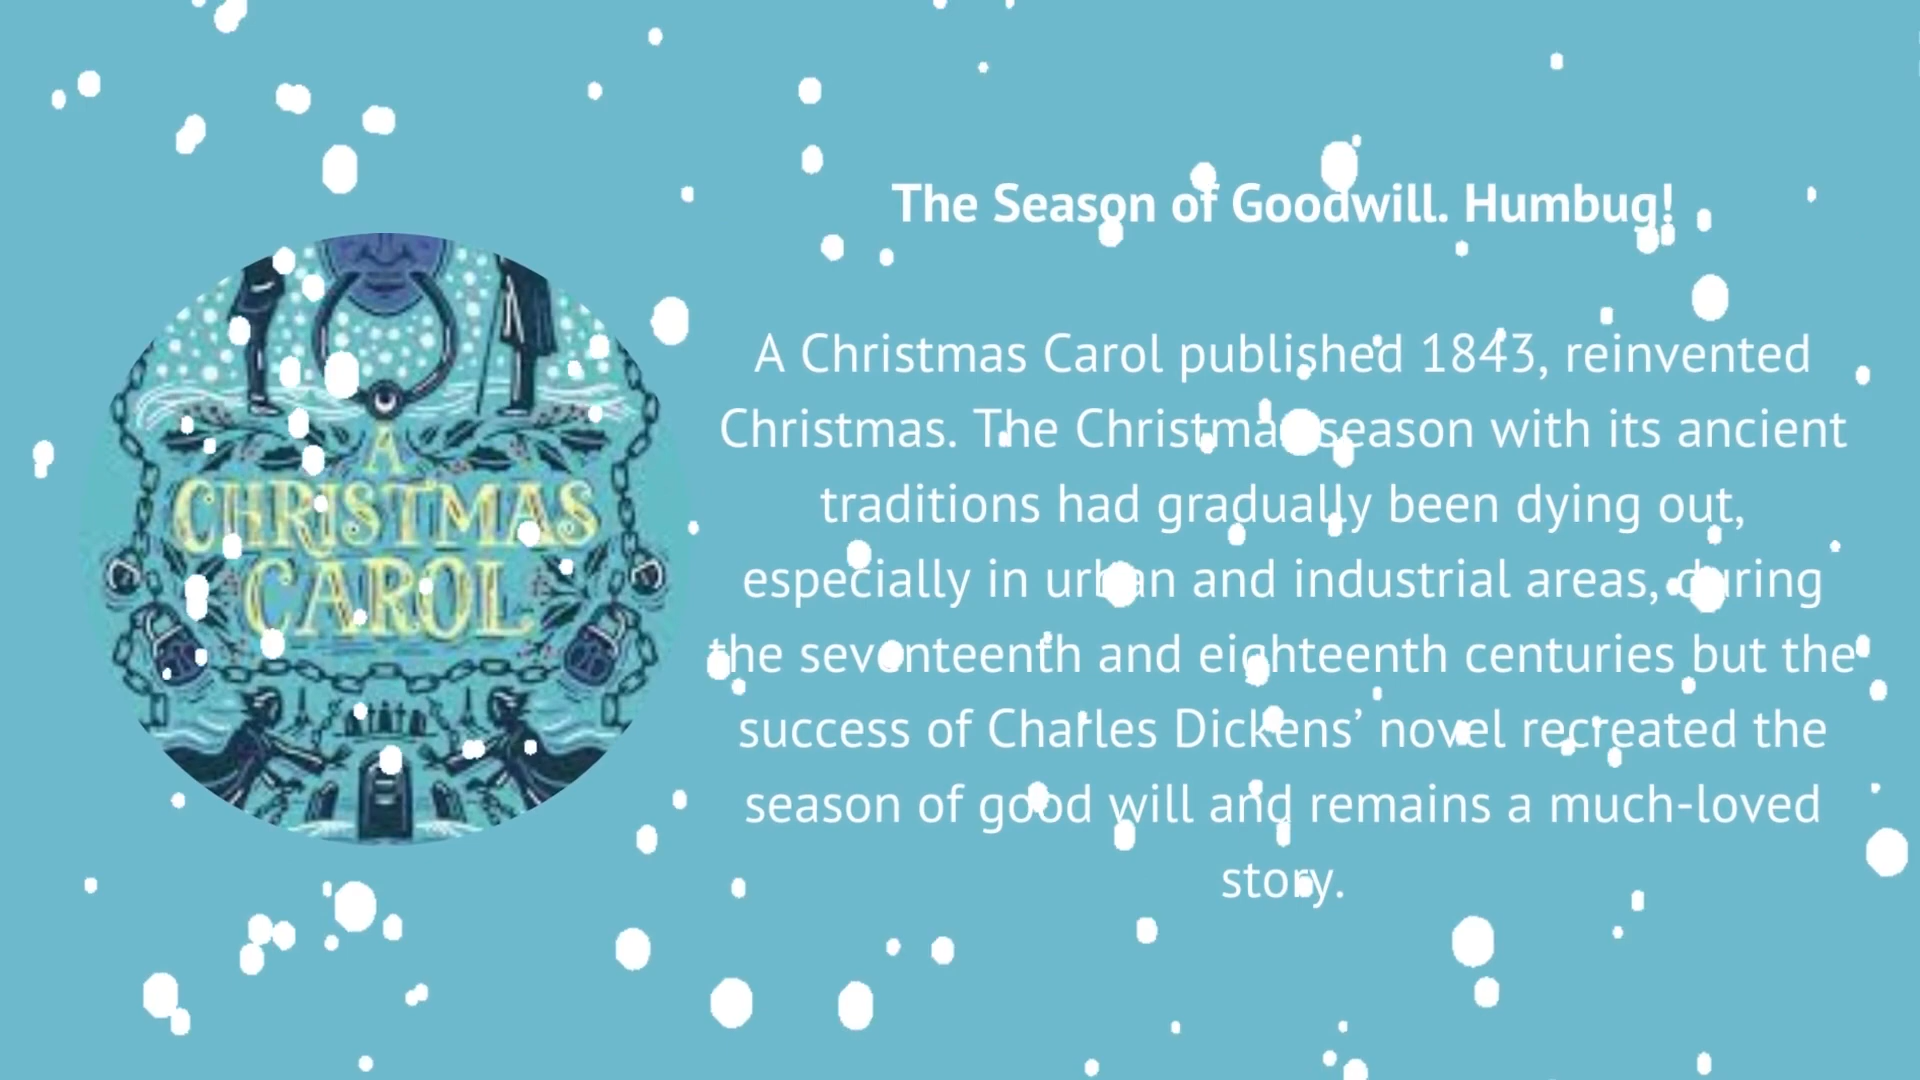 The Season of Goodwill. Humbug!
A Christmas Carol published 1843, reinvented
Christmas. The Christmas season with its ancient
traditions had gradually been dying out,
especially in urban and industrial areas, during
the seventeenth and eighteenth centuries but the
success of Charles Dickens’ novel recreated the
season of good will and remains a much-loved
story.
A
CHRISTMAS
CAROL